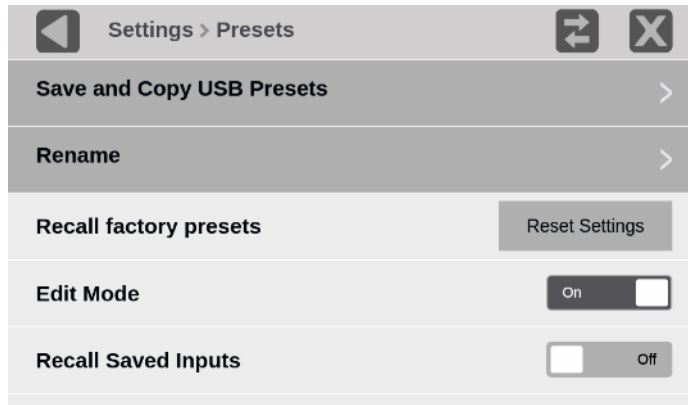 Settings > Presets
Save and Copy USB Presets
Rename
Recall factory presets
Reset Settings
Edit Mode
On
Recall Saved Inputs
Off